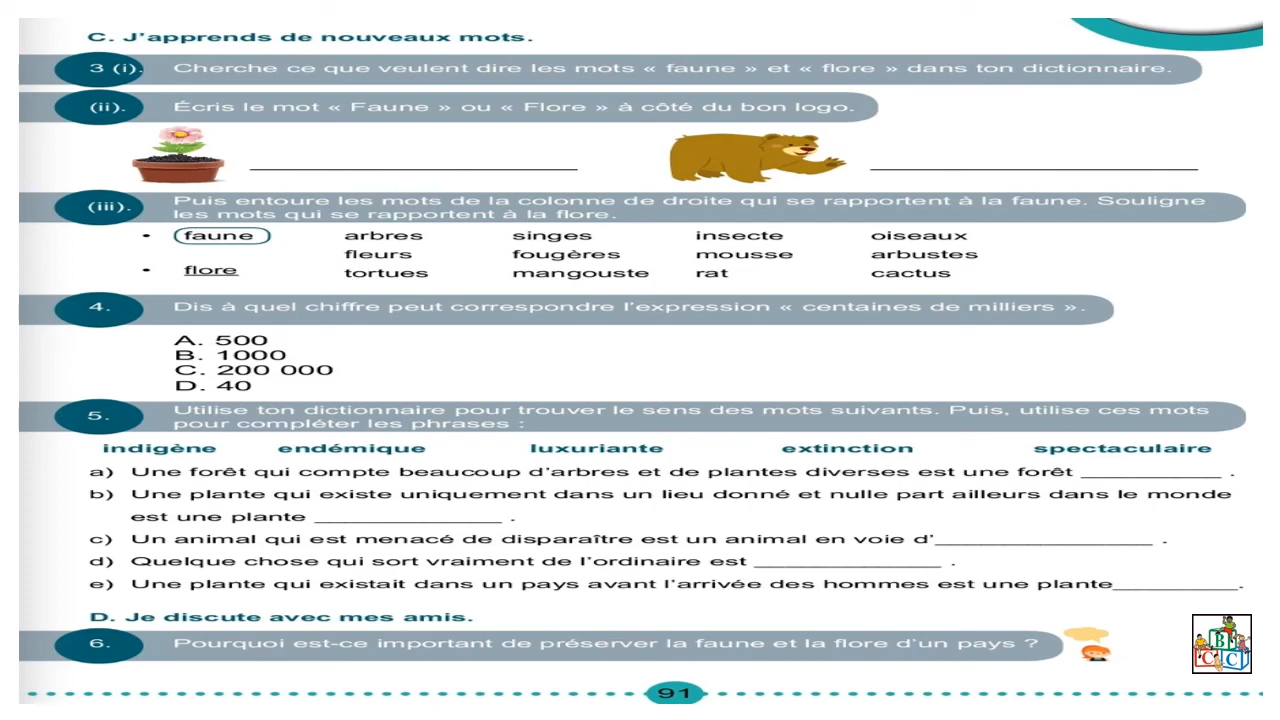 C. J'apprends de nouveaux mots.
3 (i). Cherche ce que veulent dire les mots « faune » et « flore » dans ton dictionnaire.
(ii). Écris le mot « Faune » ou « Flore » à côté du bon logo.
(iii). Puis entoure les mots de la colonne de droite qui se rapportent à la faune. Souligne
les mots qui se rapportent à la flore.
• faune arbres singes insecte oiseaux
fleurs fougères mousse arbustes
• flore tortues mangouste rat cactus
4. Dis à quel chiffre peut correspondre l'expression « centaines de milliers ».
A. 500
B. 1000
C. 200 000
D. 40
5. Utilise ton dictionnaire pour trouver le sens des mots suivants. Puis, utilise ces mots
pour compléter les phrases :
indigène endémique luxuriante extinction spectaculaire
a) Une forêt qui compte beaucoup d'arbres et de plantes diverses est une forêt ___________ .
b) Une plante qui existe uniquement dans un lieu donné et nulle part ailleurs dans le monde
est une plante _______________ .
c) Un animal qui est menacé de disparaître est un animal en voie d'_________________ .
d) Quelque chose qui sort vraiment de l'ordinaire est _______________ .
e) Une plante qui existait dans un pays avant l'arrivée des hommes est une plante__________.
D. Je discute avec mes amis.
6. Pourquoi est-ce important de préserver la faune et la flore d'un pays ?
B
C C
91